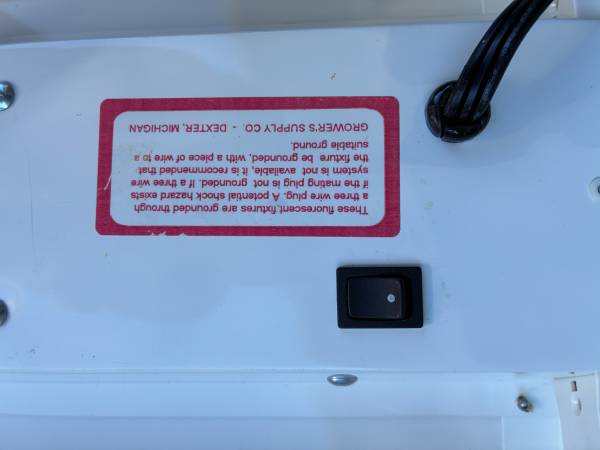 These fluorescent, fixtures are grounded through
a three wire plug. A potential shock hazard exists
if the mating plug is not grounded. If a three wire
system is not available, it is recommended that
the fixture be grounded, with a piece of wire to a
suitable ground.
GROWER'S SUPPLY CO. - DEXTER, MICHIGAN